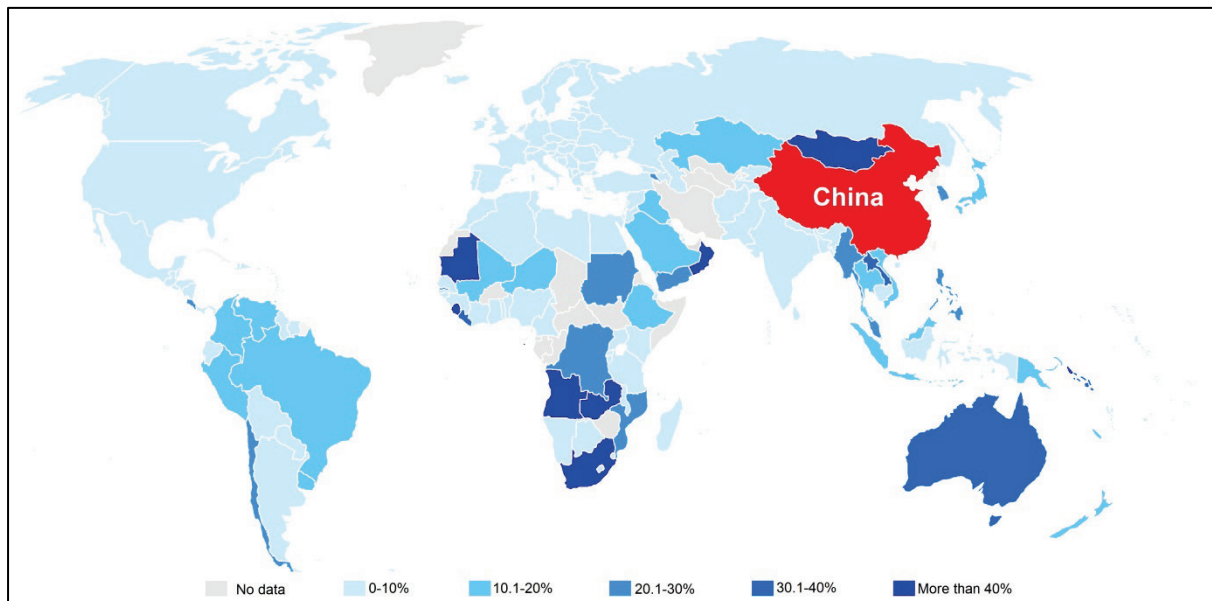 China
No data
0-10%
10.1-20%
20.1-30%
30.1-40%
More than 40%